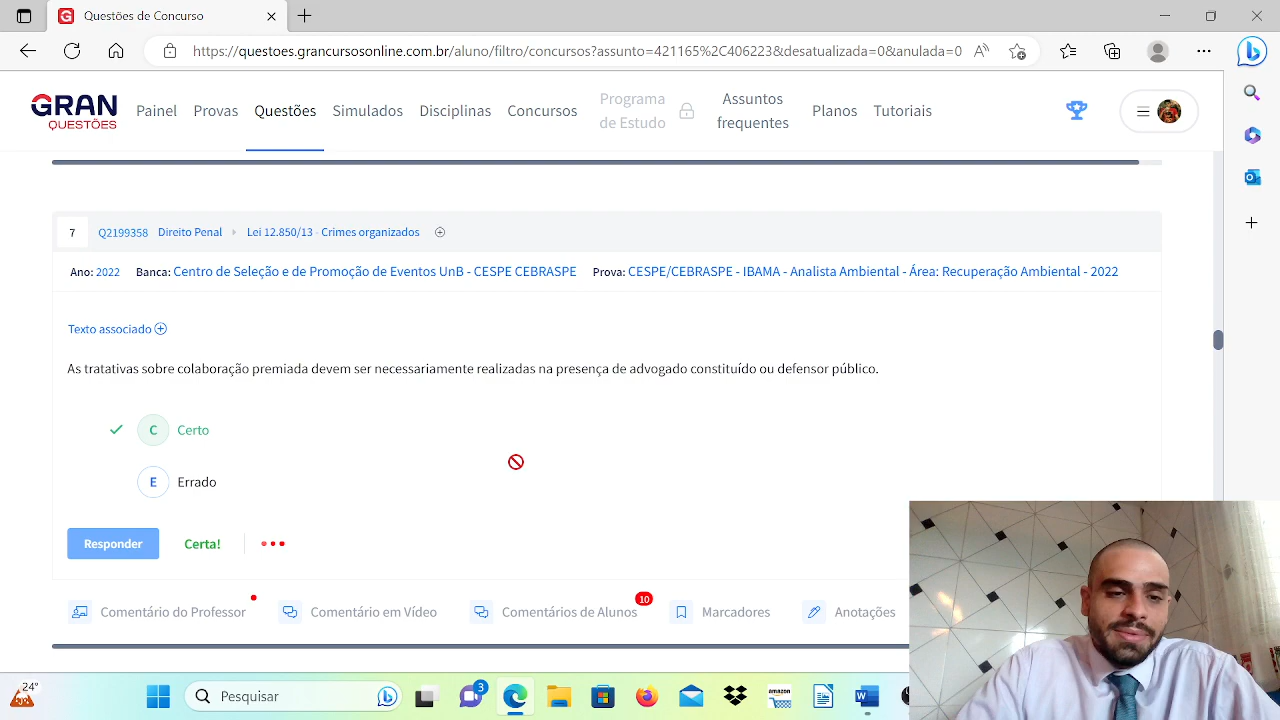 Questões de Concurso
https://questoes.grancursosonline.com.br/aluno/filtro/concursos?assunto=421165%2C406223&desatualizada=0&anulada=0
GRAN
QUESTÕES
Painel
Provas
Questões
Simulados
Disciplinas
Concursos
Programa
de Estudo
Assuntos
frequentes
Planos
Tutoriais
7
Q2199358
Direito Penal
Lei 12.850/13 - Crimes organizados
Ano: 2022
Banca: Centro de Seleção e de Promoção de Eventos UnB - CESPE CEBRASPE
Prova: CESPE/CEBRASPE - IBAMA - Analista Ambiental - Área: Recuperação Ambiental - 2022
Texto associado
As tratativas sobre colaboração premiada devem ser necessariamente realizadas na presença de advogado constituído ou defensor público.
C Certo
E Errado
Responder
Certa!
Comentário do Professor
Comentário em Vídeo
Comentários de Alunos
10
Marcadores
Anotações
24°
Pesquisar
3
amazon
W